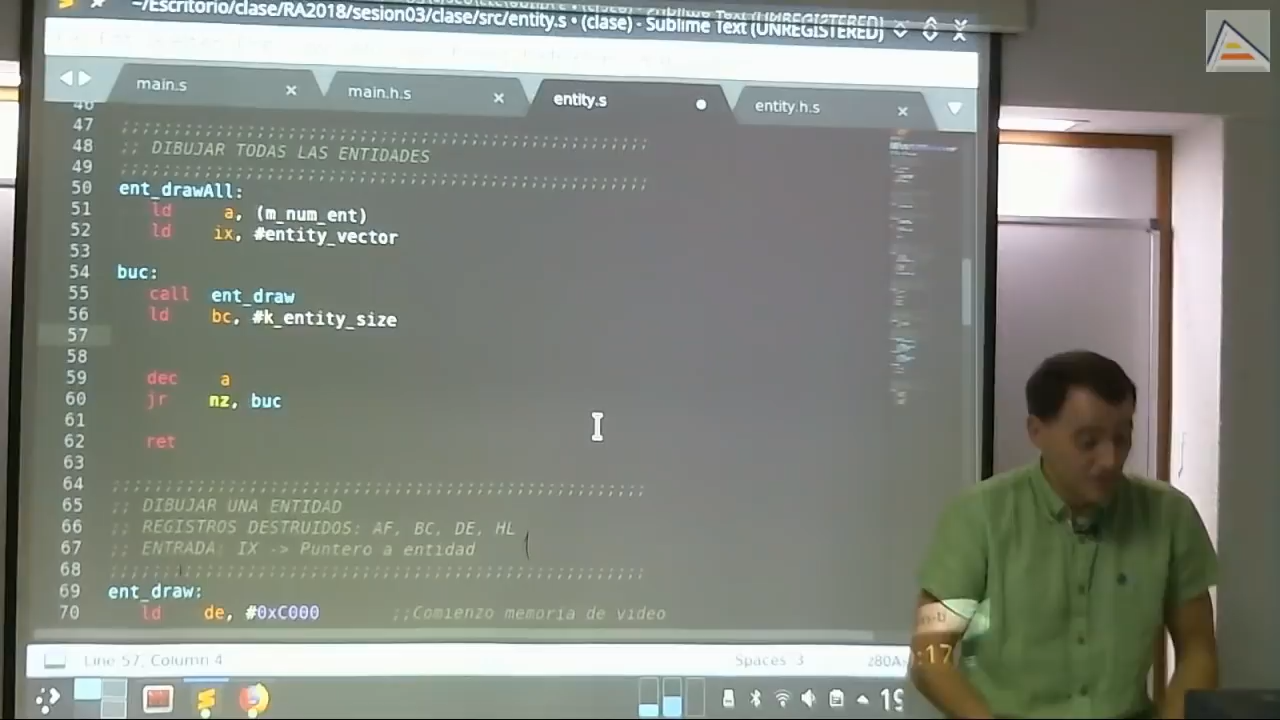 ~/Escritorio/clase/RA2018/sesion03/clase/src/entity.s • (clase) - Sublime Text (UNREGISTERED)
main.s × main.h.s × entity.s entity.h.s ×
46
47 ;;;;;;;;;;;;;;;;;;;;;;;;;;;;;;;;;;;;;;;;;;;;;;;;;;
48 ;; DIBUJAR TODAS LAS ENTIDADES
49 ;;;;;;;;;;;;;;;;;;;;;;;;;;;;;;;;;;;;;;;;;;;;;;;;;;
50 ent_drawAll:
51 ld a, (m_num_ent)
52 ld ix, #entity_vector
53
54 buc:
55 call ent_draw
56 ld bc, #k_entity_size
57
58
59 dec a
60 jr nz, buc
61
62 ret
63
64 ;;;;;;;;;;;;;;;;;;;;;;;;;;;;;;;;;;;;;;;;;;;;;;;;;;
65 ;; DIBUJAR UNA ENTIDAD
66 ;; REGISTROS DESTRUIDOS: AF, BC, DE, HL
67 ;; ENTRADA: IX -> Puntero a entidad
68 ;;;;;;;;;;;;;;;;;;;;;;;;;;;;;;;;;;;;;;;;;;;;;;;;;;
69 ent_draw:
70 ld de, #0xC000 ;;Comienzo memoria de video
Line 57, Column 4 Spaces 3
19
:17